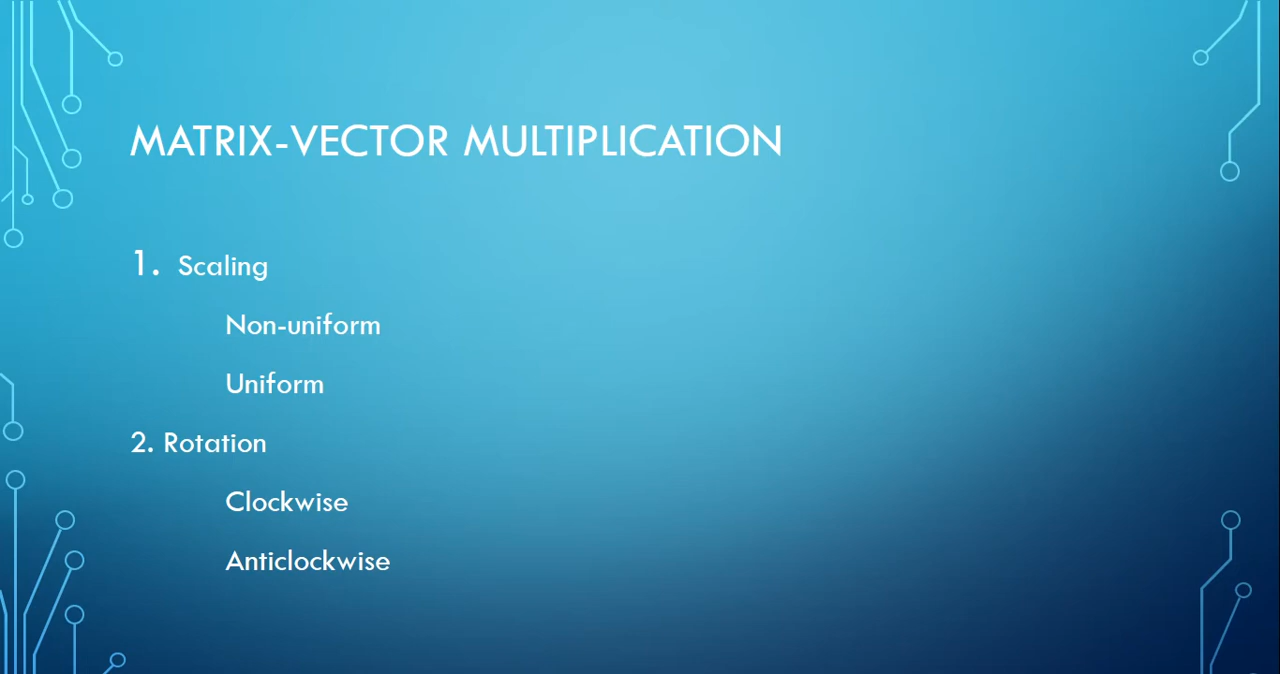 MATRIX-VECTOR MULTIPLICATION
1. Scaling
Non-uniform
Uniform
2. Rotation
Clockwise
Anticlockwise